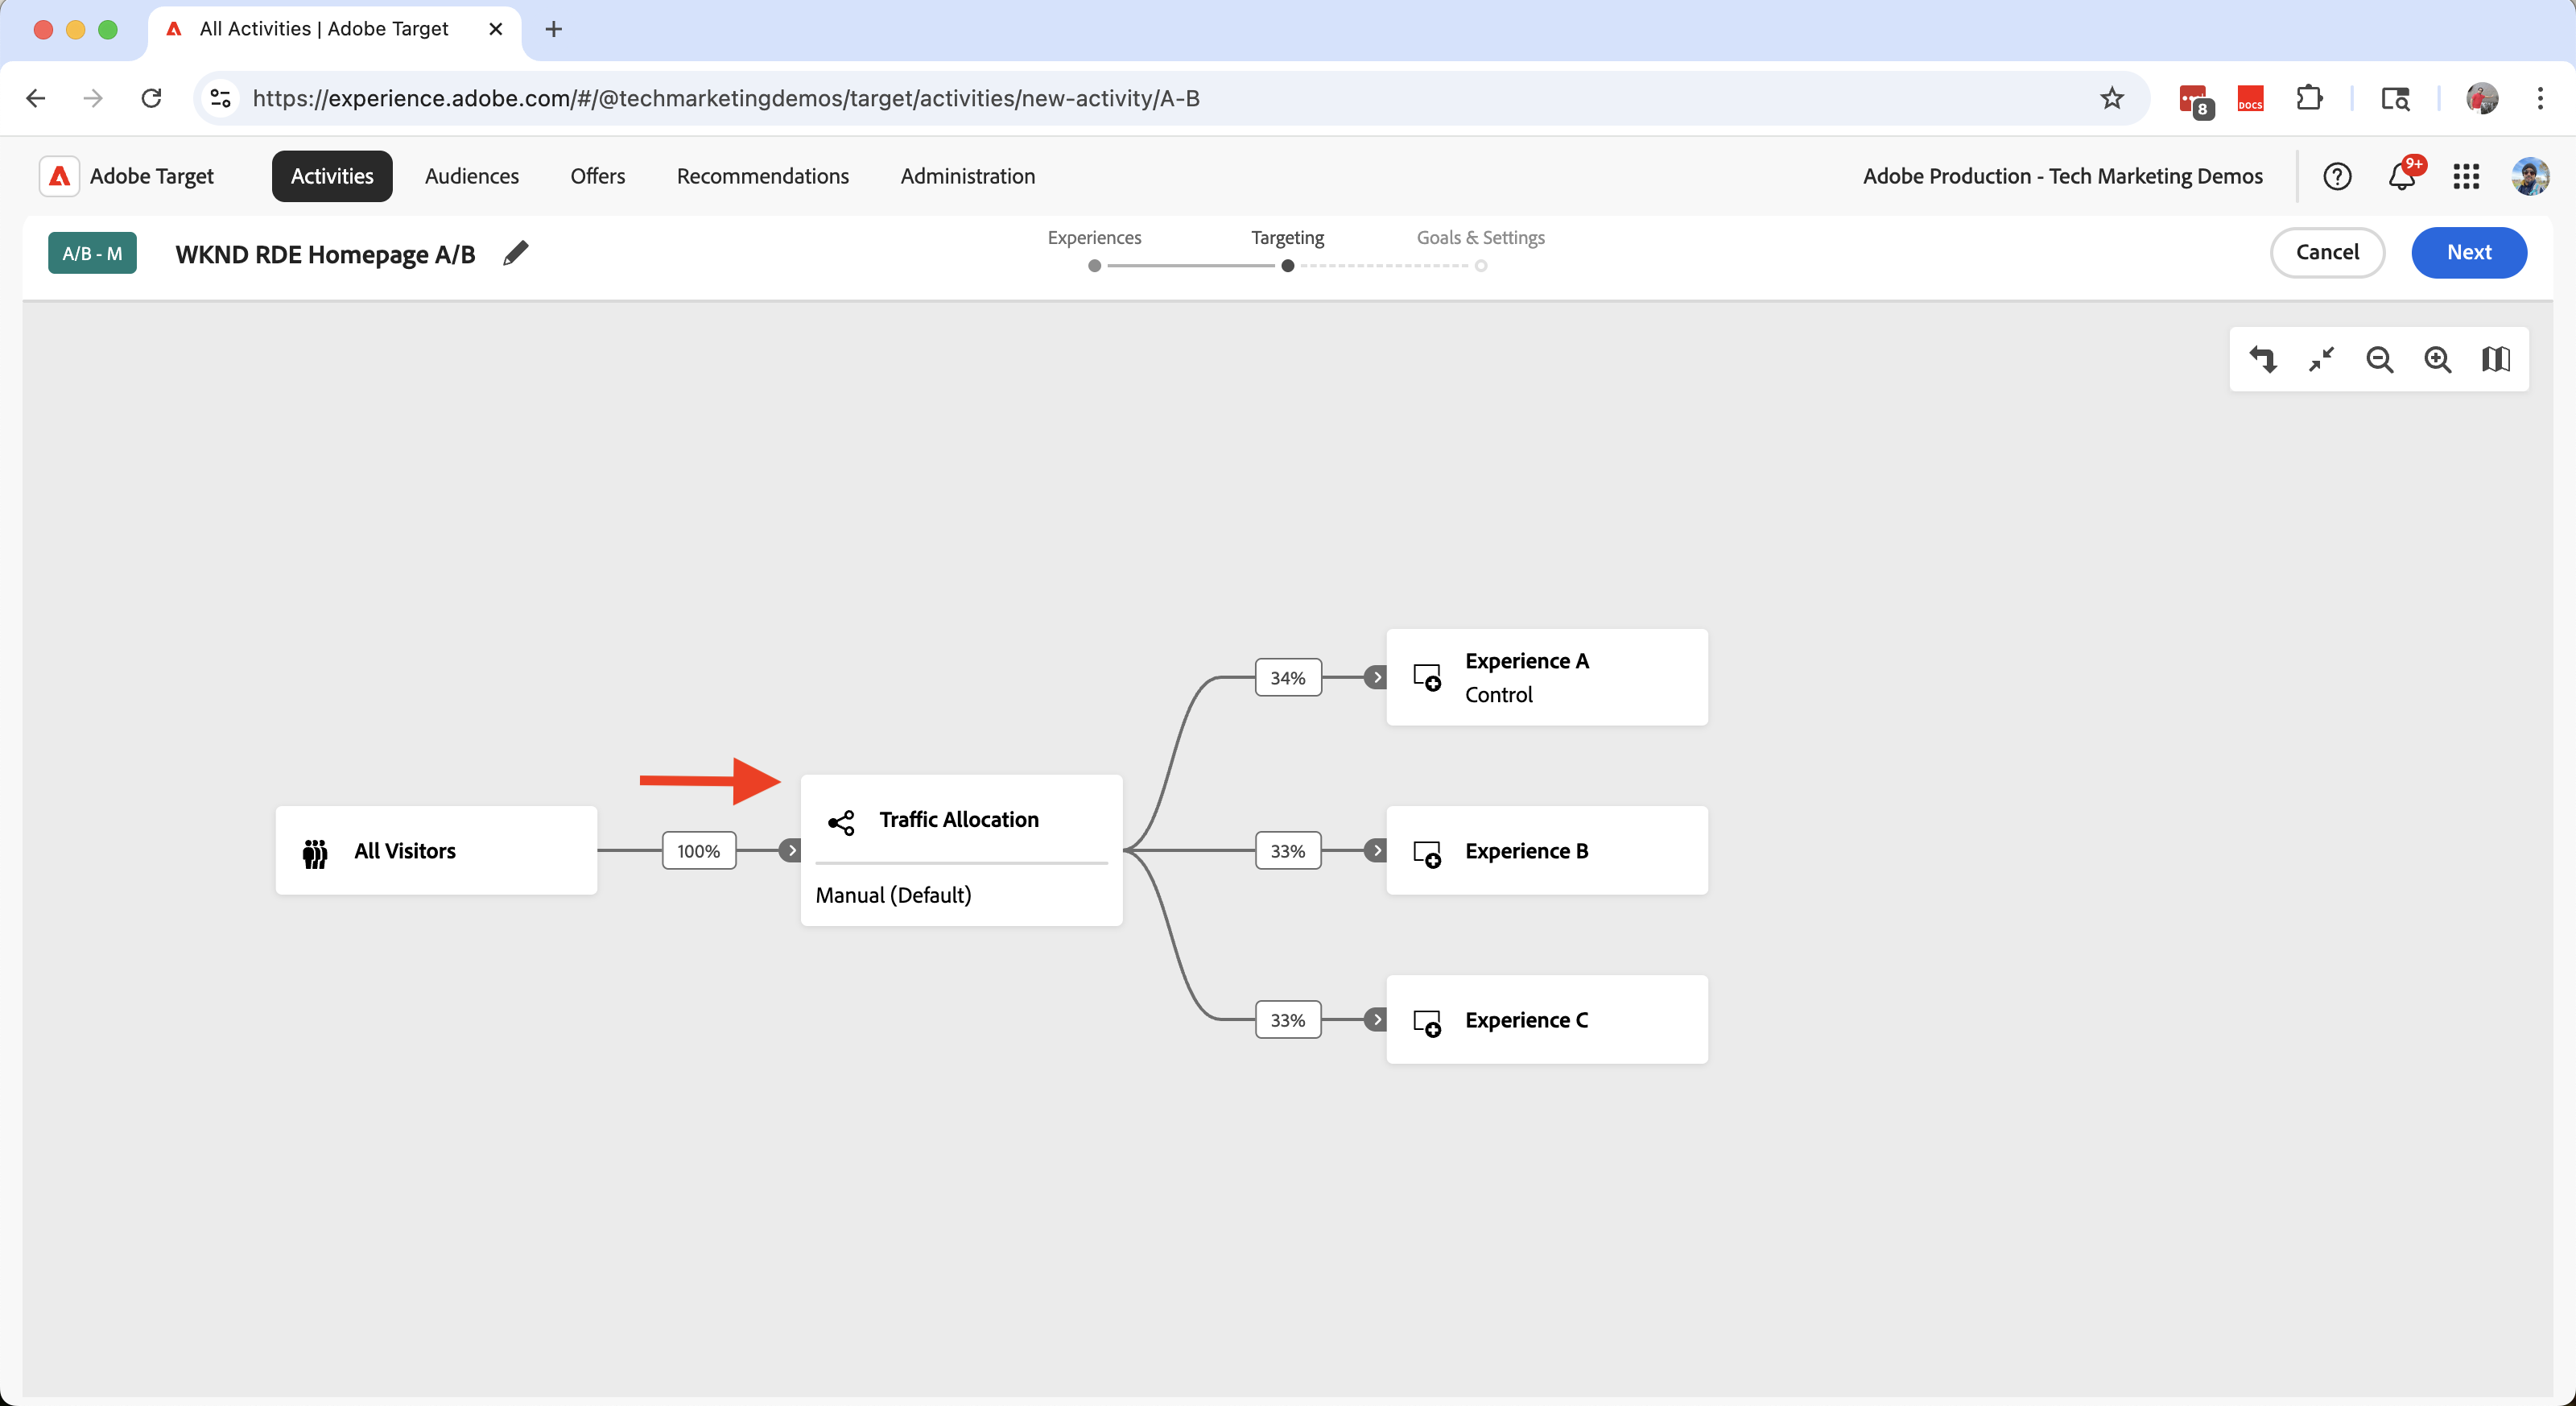 All Activities | Adobe Target
https://experience.adobe.com/#/@techmarketingdemos/target/activities/new-activity/A-B
8
DOCS
Adobe Target
Activities
Audiences
Offers
Recommendations
Administration
Adobe Production - Tech Marketing Demos
9+
A/B - M
WKND RDE Homepage A/B
Experiences
Targeting
Goals & Settings
Cancel
Next
All Visitors
100%
Traffic Allocation
Manual (Default)
34%
Experience A
Control
33%
Experience B
33%
Experience C